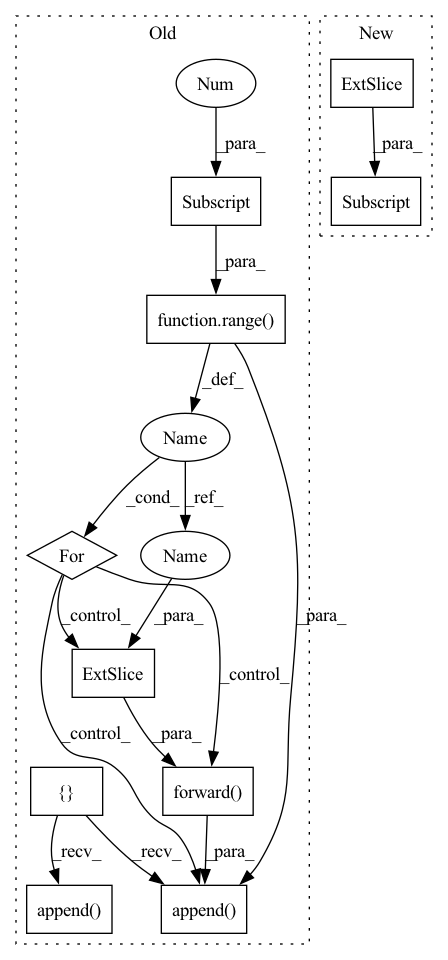 Old
New
Num
ExtSlice
_para_
_para_
Subscript
Subscript
_para_
function.range()
_def_
Name
_cond_
_ref_
For
Name
_control_
_para_
_para_
ExtSlice
_control_
_control_
_para_
{}
forward()
_recv_
_recv_
_para_
append()
append()